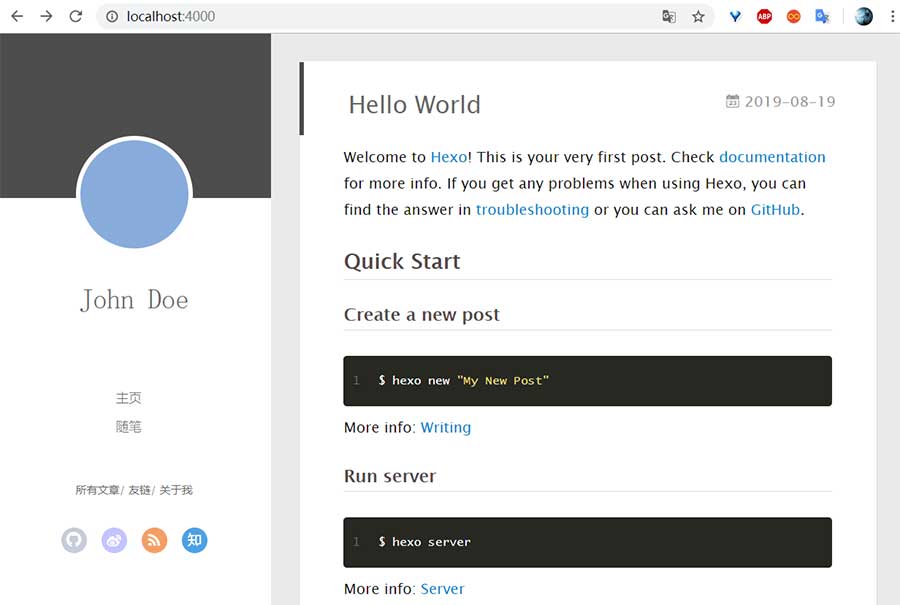 localhost:4000
ABP
John Doe
主页
随笔
所有文章/ 友链/ 关于我
知
Hello World
23 2019-08-19
Welcome to Hexo! This is your very first post. Check documentation
for more info. If you get any problems when using Hexo, you can
find the answer in troubleshooting or you can ask me on GitHub.
Quick Start
Create a new post
1 $ hexo new "My New Post"
More info: Writing
Run server
1 $ hexo server
More info: Server